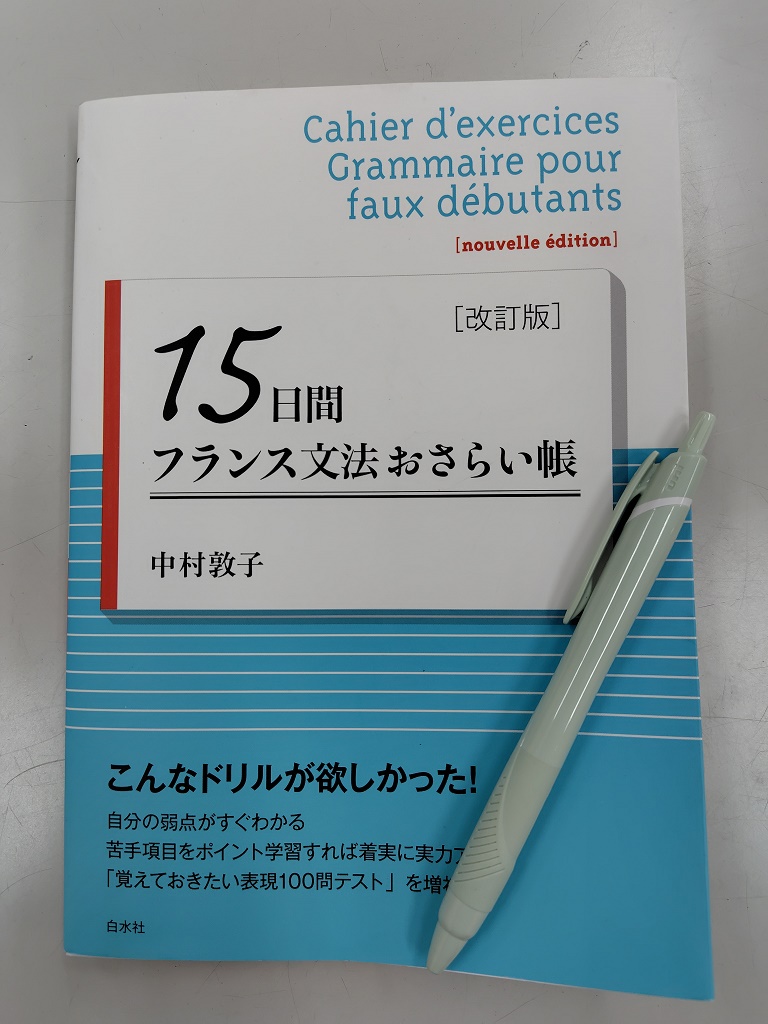 Cahier d'exercices
Grammaire pour
faux débutants
[nouvelle édition]
[改訂版]
15日間
フランス文法おさらい帳
中村敦子
こんなドリルが欲しかった!
自分の弱点がすぐわかる
苦手項目をポイント学習すれば着実に実力
「覚えておきたい表現100問テスト」を増
白水社
uni